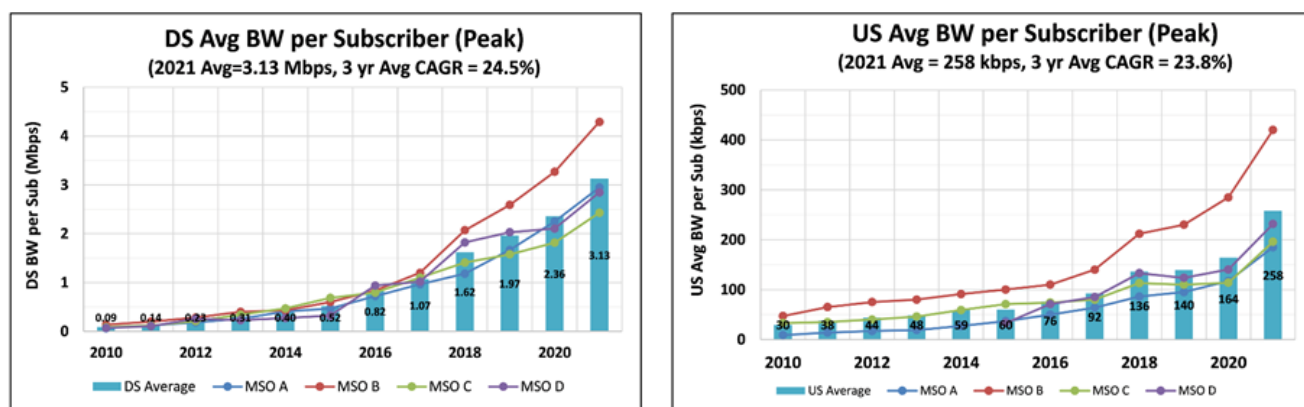 DS Avg BW per Subscriber (Peak)
(2021 Avg=3.13 Mbps, 3 yr Avg CAGR = 24.5%)
DS BW per Sub (Mbps)
5
4
3
2
1
0
0.09 0.14 0.23 0.31 0.40 0.52 0.82 1.07 1.62 1.97 2.36 3.13
2010 2012 2014 2016 2018 2020
DS Average MSO A MSO B MSO C MSO D
US Avg BW per Subscriber (Peak)
(2021 Avg = 258 kbps, 3 yr Avg CAGR = 23.8%)
US Avg BW per Sub (kbps)
500
400
300
200
100
0
30 38 44 48 59 60 76 92 136 140 164 258
2010 2012 2014 2016 2018 2020
US Average MSO A MSO B MSO C MSO D